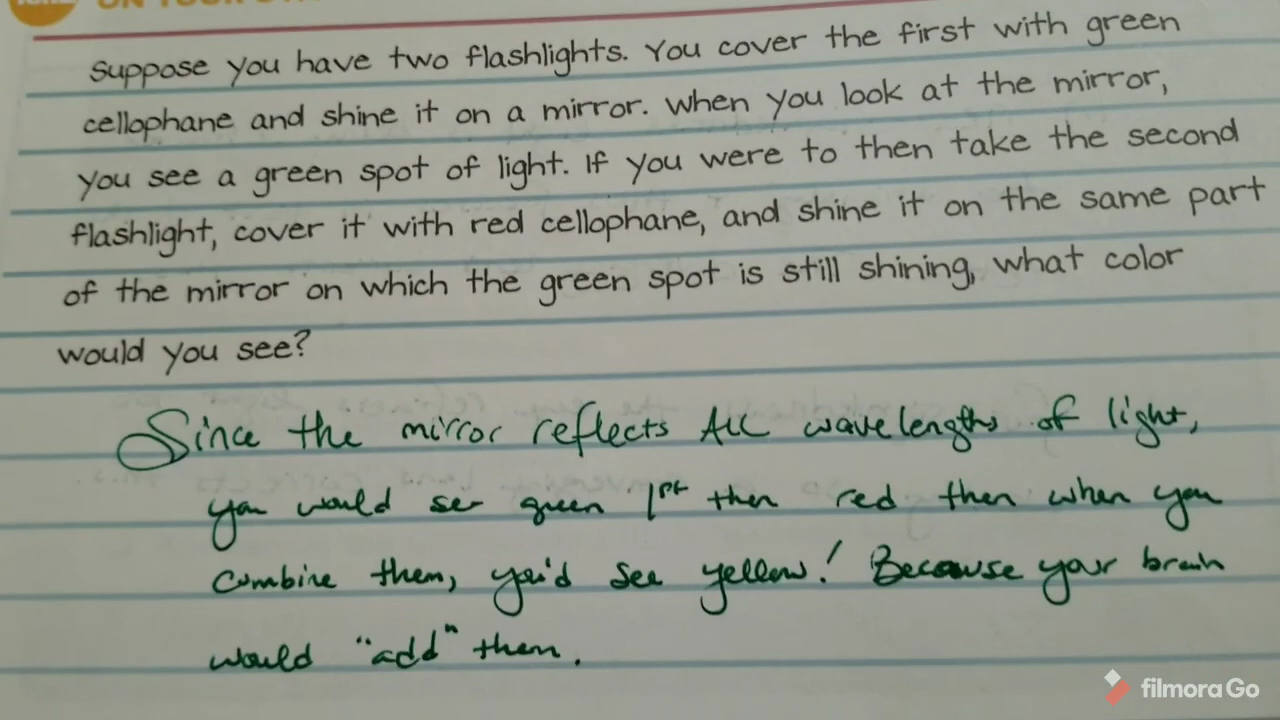 ON YOUR
suppose you have two flashlights. You cover the first with green
cellophane and shine it on a mirror. When you look at the mirror,
you see a green spot of light. If you were to then take the second
flashlight, cover it with red cellophane, and shine it on the same part
of the mirror on which the green spot is still shining, what color
would you see?
Since the mirror reflects ALL wavelengths of light,
you would see green 1st then red then when you
combine them, you'd see yellow! Because your brain
would "add" them.
filmora Go